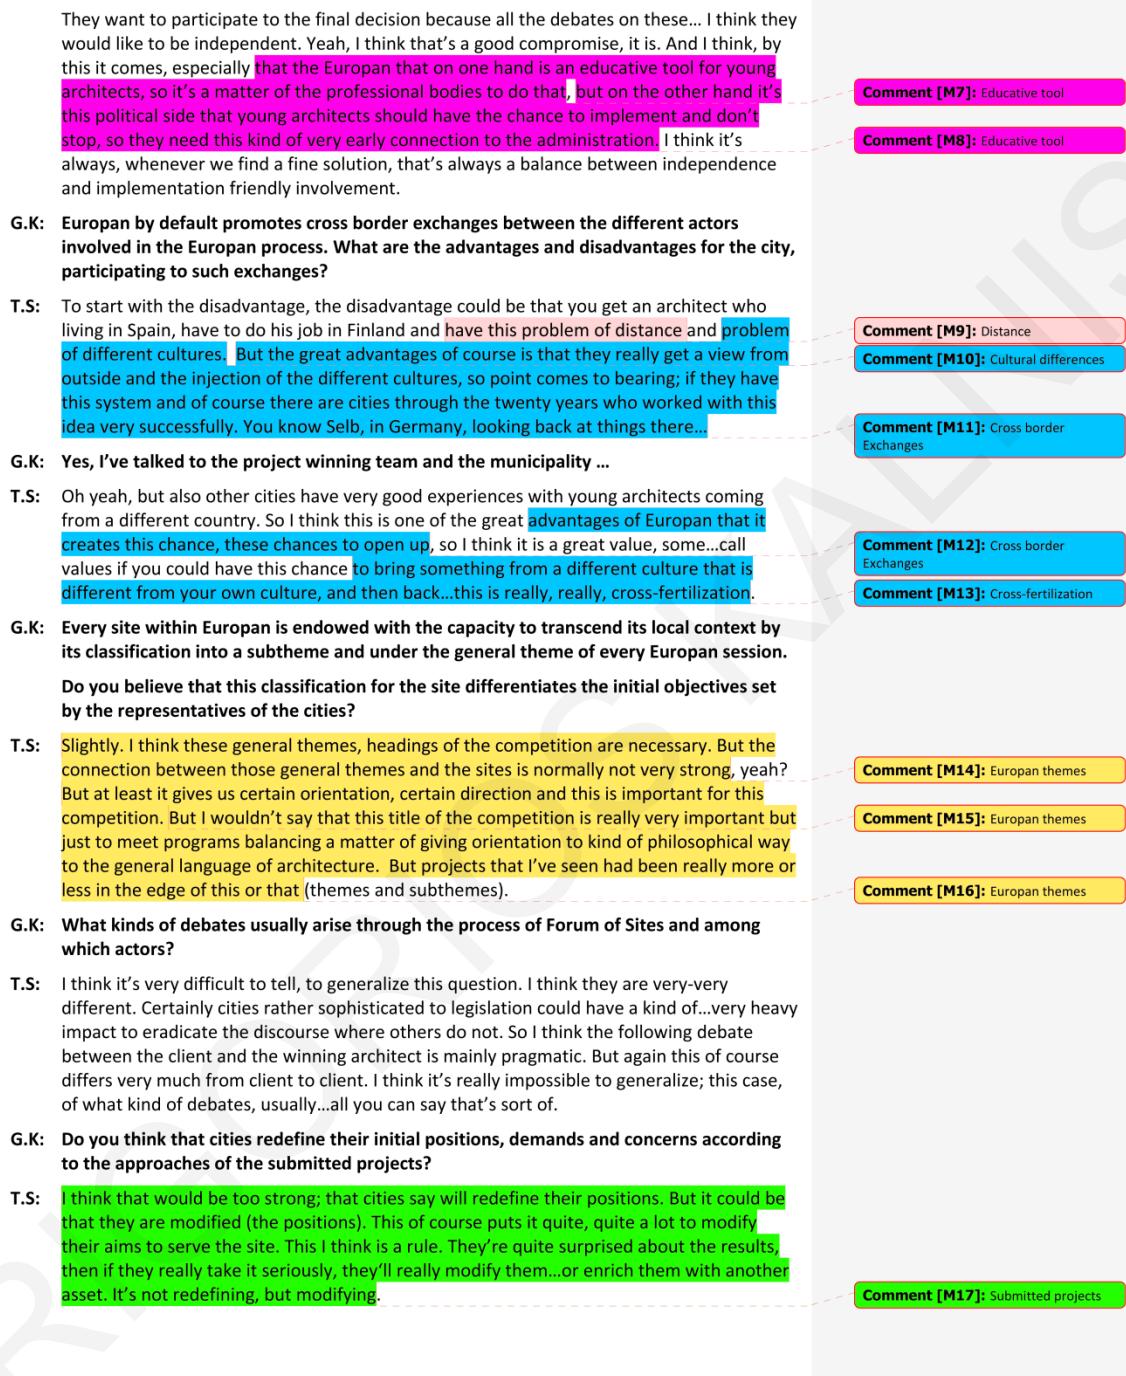 They want to participate to the final decision because all the debates on these... I think they
would like to be independent. Yeah, I think that's a good compromise, it is. And I think, by
this it comes, especially that the Europan that on one hand is an educative tool for young
architects, so it's a matter of the professional bodies to do that, but on the other hand it's
this political side that young architects should have the chance to implement and don't
stop, so they need this kind of very early connection to the administration. I think it's
always, whenever we find a fine solution, that's always a balance between independence
and implementation friendly involvement.
Comment [M7]: Educative tool
Comment [M8]: Educative tool
G.K: Europan by default promotes cross border exchanges between the different actors
involved in the Europan process. What are the advantages and disadvantages for the city,
participating to such exchanges?
T.S: To start with the disadvantage, the disadvantage could be that you get an architect who
living in Spain, have to do his job in Finland and have this problem of distance and problem
of different cultures. But the great advantages of course is that they really get a view from
outside and the injection of the different cultures, so point comes to bearing; if they have
this system and of course there are cities through the twenty years who worked with this
idea very successfully. You know Selb, in Germany, looking back at things there...
Comment [M9]: Distance
Comment [M10]: Cultural differences
Comment [M11]: Cross border
Exchanges
G.K: Yes, I've talked to the project winning team and the municipality ...
T.S: Oh yeah, but also other cities have very good experiences with young architects coming
from a different country. So I think this is one of the great advantages of Europan that it
creates this chance, these chances to open up, so I think it is a great value, some...call
values if you could have this chance to bring something from a different culture that is
different from your own culture, and then back...this is really, really, cross-fertilization.
Comment [M12]: Cross border
Exchanges
Comment [M13]: Cross-fertilization
G.K: Every site within Europan is endowed with the capacity to transcend its local context by
its classification into a subtheme and under the general theme of every Europan session.
Do you believe that this classification for the site differentiates the initial objectives set
by the representatives of the cities?
T.S: Slightly. I think these general themes, headings of the competition are necessary. But the
connection between those general themes and the sites is normally not very strong, yeah?
But at least it gives us certain orientation, certain direction and this is important for this
competition. But I wouldn't say that this title of the competition is really very important but
just to meet programs balancing a matter of giving orientation to kind of philosophical way
to the general language of architecture. But projects that I've seen had been really more or
less in the edge of this or that (themes and subthemes).
Comment [M14]: Europan themes
Comment [M15]: Europan themes
Comment [M16]: Europan themes
G.K: What kinds of debates usually arise through the process of Forum of Sites and among
which actors?
T.S: I think it's very difficult to tell, to generalize this question. I think they are very-very
different. Certainly cities rather sophisticated to legislation could have a kind of...very heavy
impact to eradicate the discourse where others do not. So I think the following debate
between the client and the winning architect is mainly pragmatic. But again this of course
differs very much from client to client. I think it's really impossible to generalize; this case,
of what kind of debates, usually...all you can say that's sort of.
G.K: Do you think that cities redefine their initial positions, demands and concerns according
to the approaches of the submitted projects?
T.S: I think that would be too strong; that cities say will redefine their positions. But it could be
that they are modified (the positions). This of course puts it quite, quite a lot to modify
their aims to serve the site. This I think is a rule. They're quite surprised about the results,
then if they really take it seriously, they'll really modify them...or enrich them with another
asset. It's not redefining, but modifying.
Comment [M17]: Submitted projects